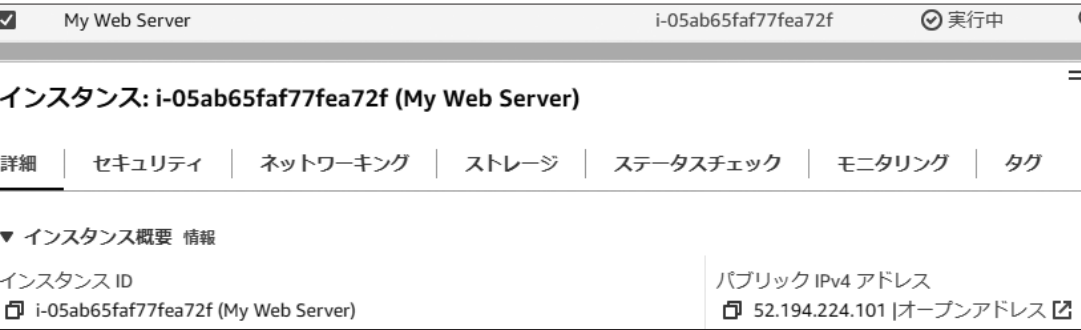 My Web Server i-05ab65faf77fea72f 実行中
インスタンス: i-05ab65faf77fea72f (My Web Server)
詳細 セキュリティ ネットワーキング ストレージ ステータスチェック モニタリング タグ
▼ インスタンス概要 情報
インスタンス ID パブリック IPv4 アドレス
i-05ab65faf77fea72f (My Web Server) 52.194.224.101 |オープンアドレス